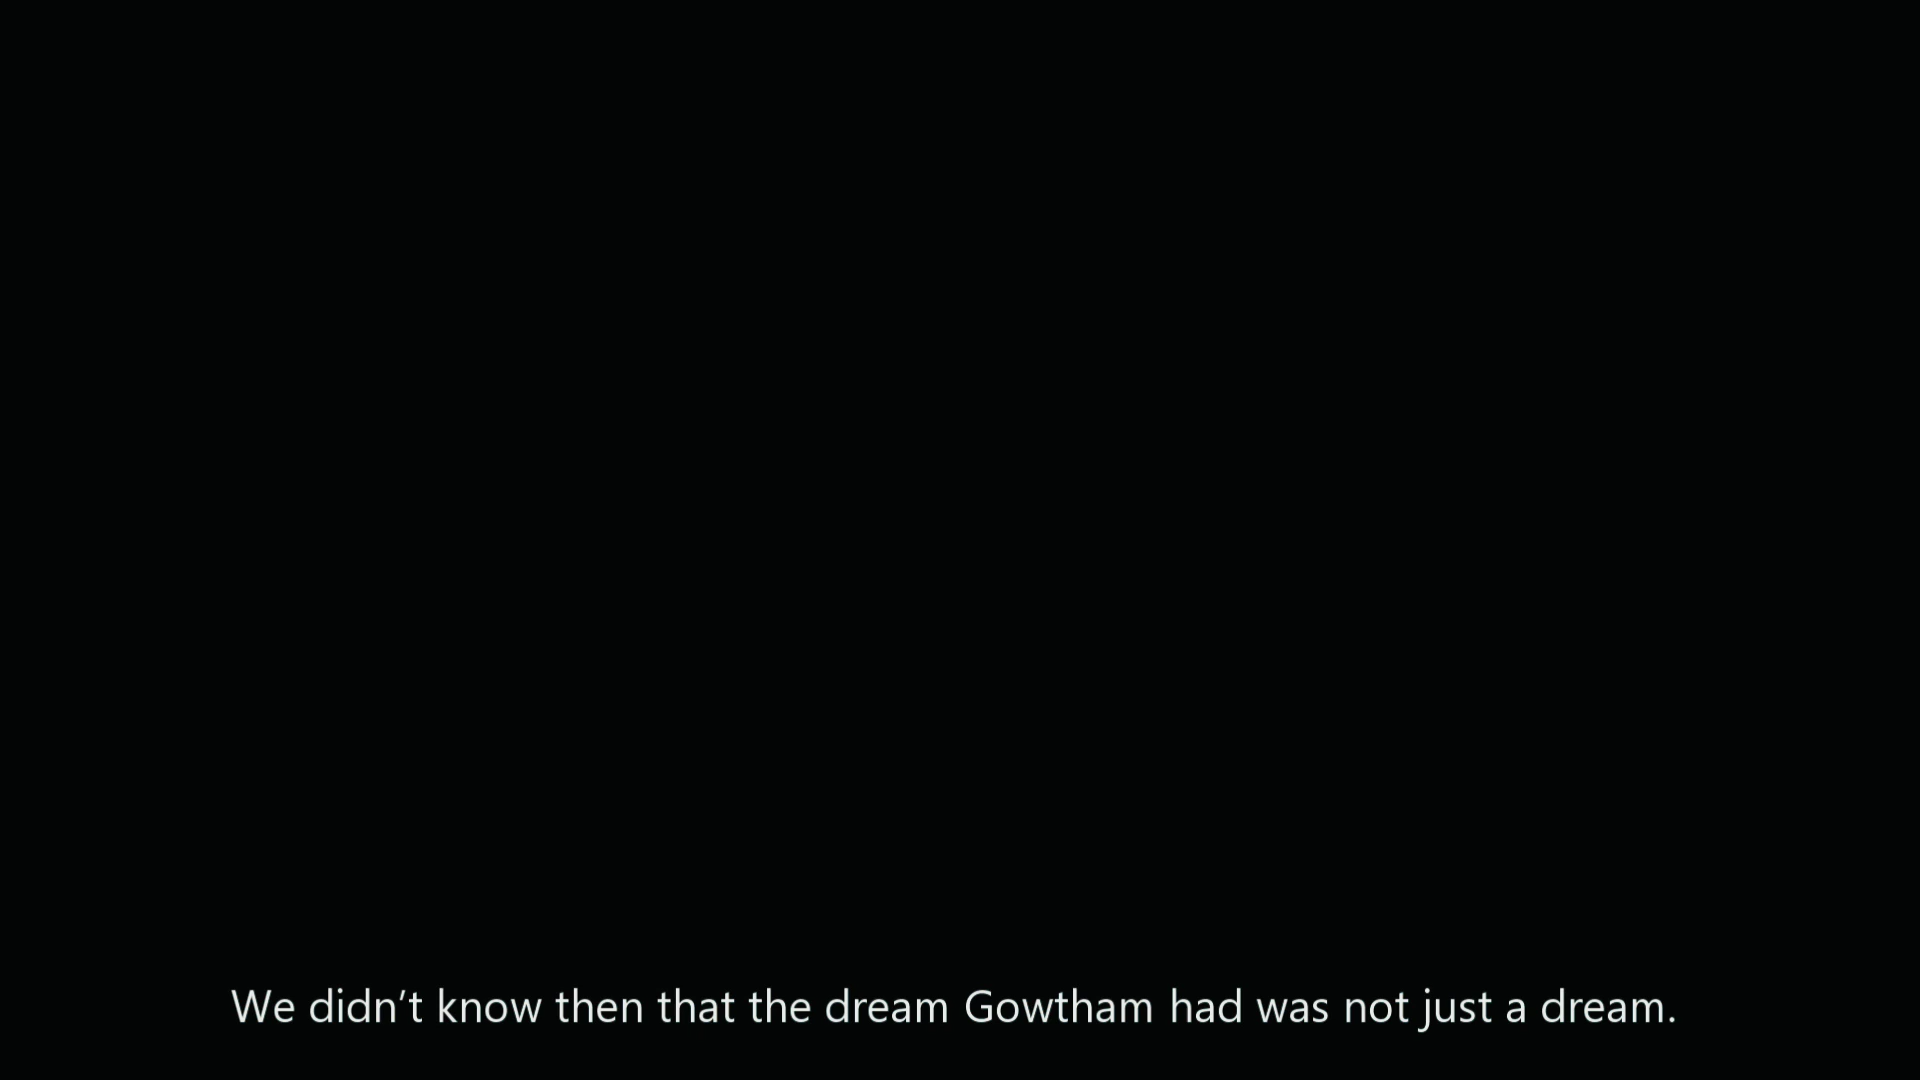 We didn’t know then that the dream Gowtham had was not just a dream.